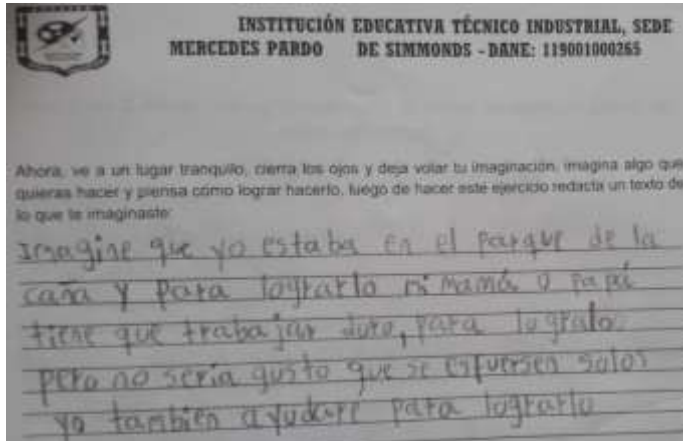 INSTITUCIÓN EDUCATIVA TÉCNICO INDUSTRIAL, SEDE
MERCEDES PARDO DE SIMMONDS - DANE: 119001000265
Ahora, ve a un lugar tranquilo, cierra los ojos y deja volar tu imaginación, imagina algo que
quieras hacer y piensa cómo lograr hacerlo, luego de hacer este ejercicio redacta un texto de
lo que te imaginaste:
Imagine que yo estaba en el parque de la
caña y para lograrlo mi mamá o papá
tiene que trabajar duro, para logralo
pero no sería gusto que se esfuersen solos
yo también ayudare para lograrlo